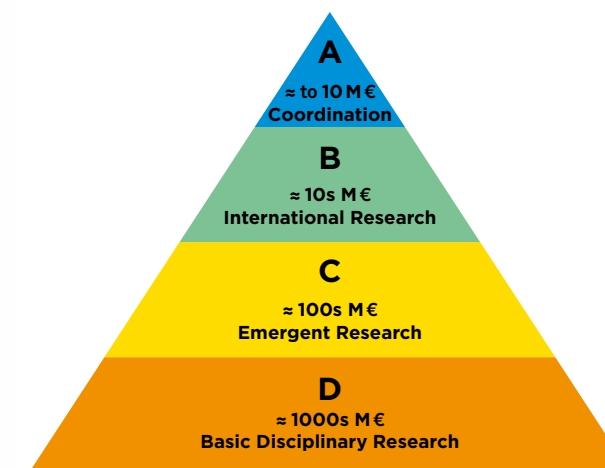 A
≈ to 10 M €
Coordination
B
≈ 10s M €
International Research
C
≈ 100s M €
Emergent Research
D
≈ 1000s M €
Basic Disciplinary Research